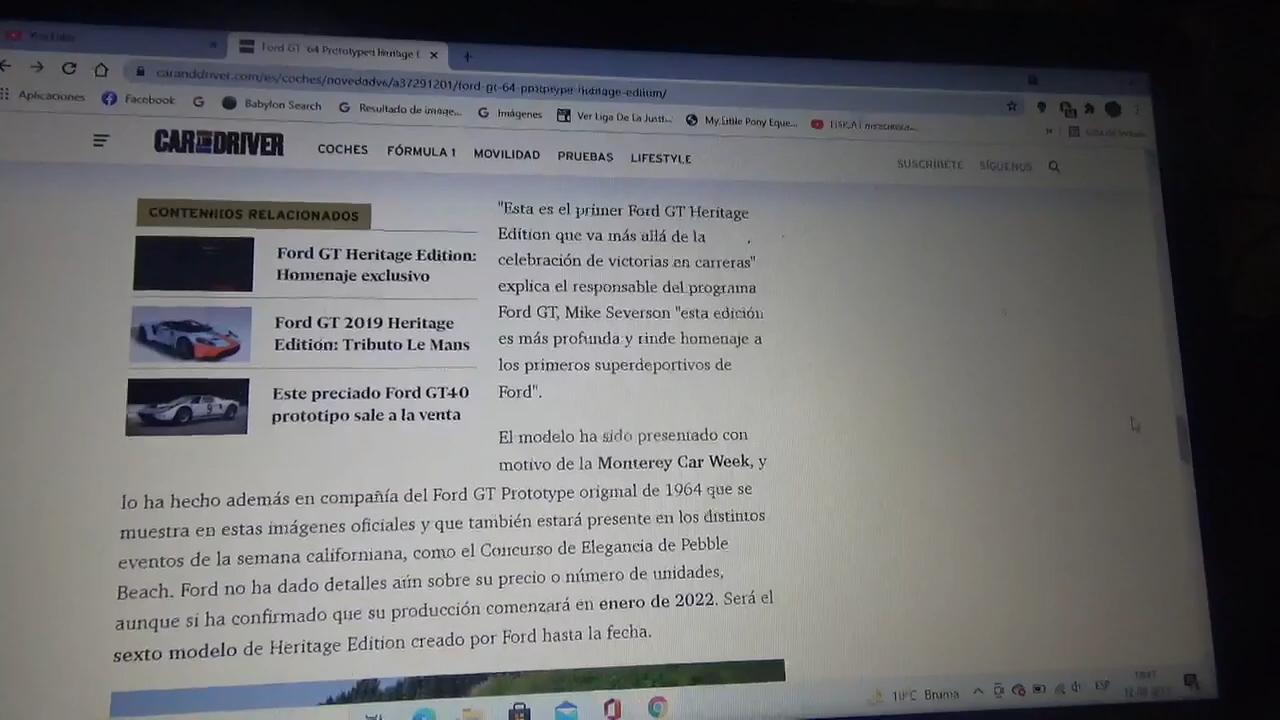 YouTube
Ford GT '64 Prototype Heritage E
caranddriver.com/es/coches/novedades/a37291201/ford-gt-64-prototype-heritage-edition/
Aplicaciones
Facebook
Babylon Search
Resultado de image...
Imágenes
Ver Liga De La Justi...
My Little Pony Eque...
CAR AND DRIVER
COCHES FÓRMULA 1 MOVILIDAD PRUEBAS LIFESTYLE
SUSCRÍBETE SÍGUENOS
CONTENIDOS RELACIONADOS
Ford GT Heritage Edition:
Homenaje exclusivo
Ford GT 2019 Heritage
Edition: Tributo Le Mans
Este preciado Ford GT40
prototipo sale a la venta
"Esta es el primer Ford GT Heritage
Edition que va más allá de la
celebración de victorias en carreras"
explica el responsable del programa
Ford GT, Mike Severson "esta edición
es más profunda y rinde homenaje a
los primeros superdeportivos de
Ford".
El modelo ha sido presentado con
motivo de la Monterey Car Week, y
lo ha hecho además en compañía del Ford GT Prototype original de 1964 que se
muestra en estas imágenes oficiales y que también estará presente en los distintos
eventos de la semana californiana, como el Concurso de Elegancia de Pebble
Beach. Ford no ha dado detalles aún sobre su precio o número de unidades,
aunque si ha confirmado que su producción comenzará en enero de 2022. Será el
sexto modelo de Heritage Edition creado por Ford hasta la fecha.
10°C Bruma
ESP